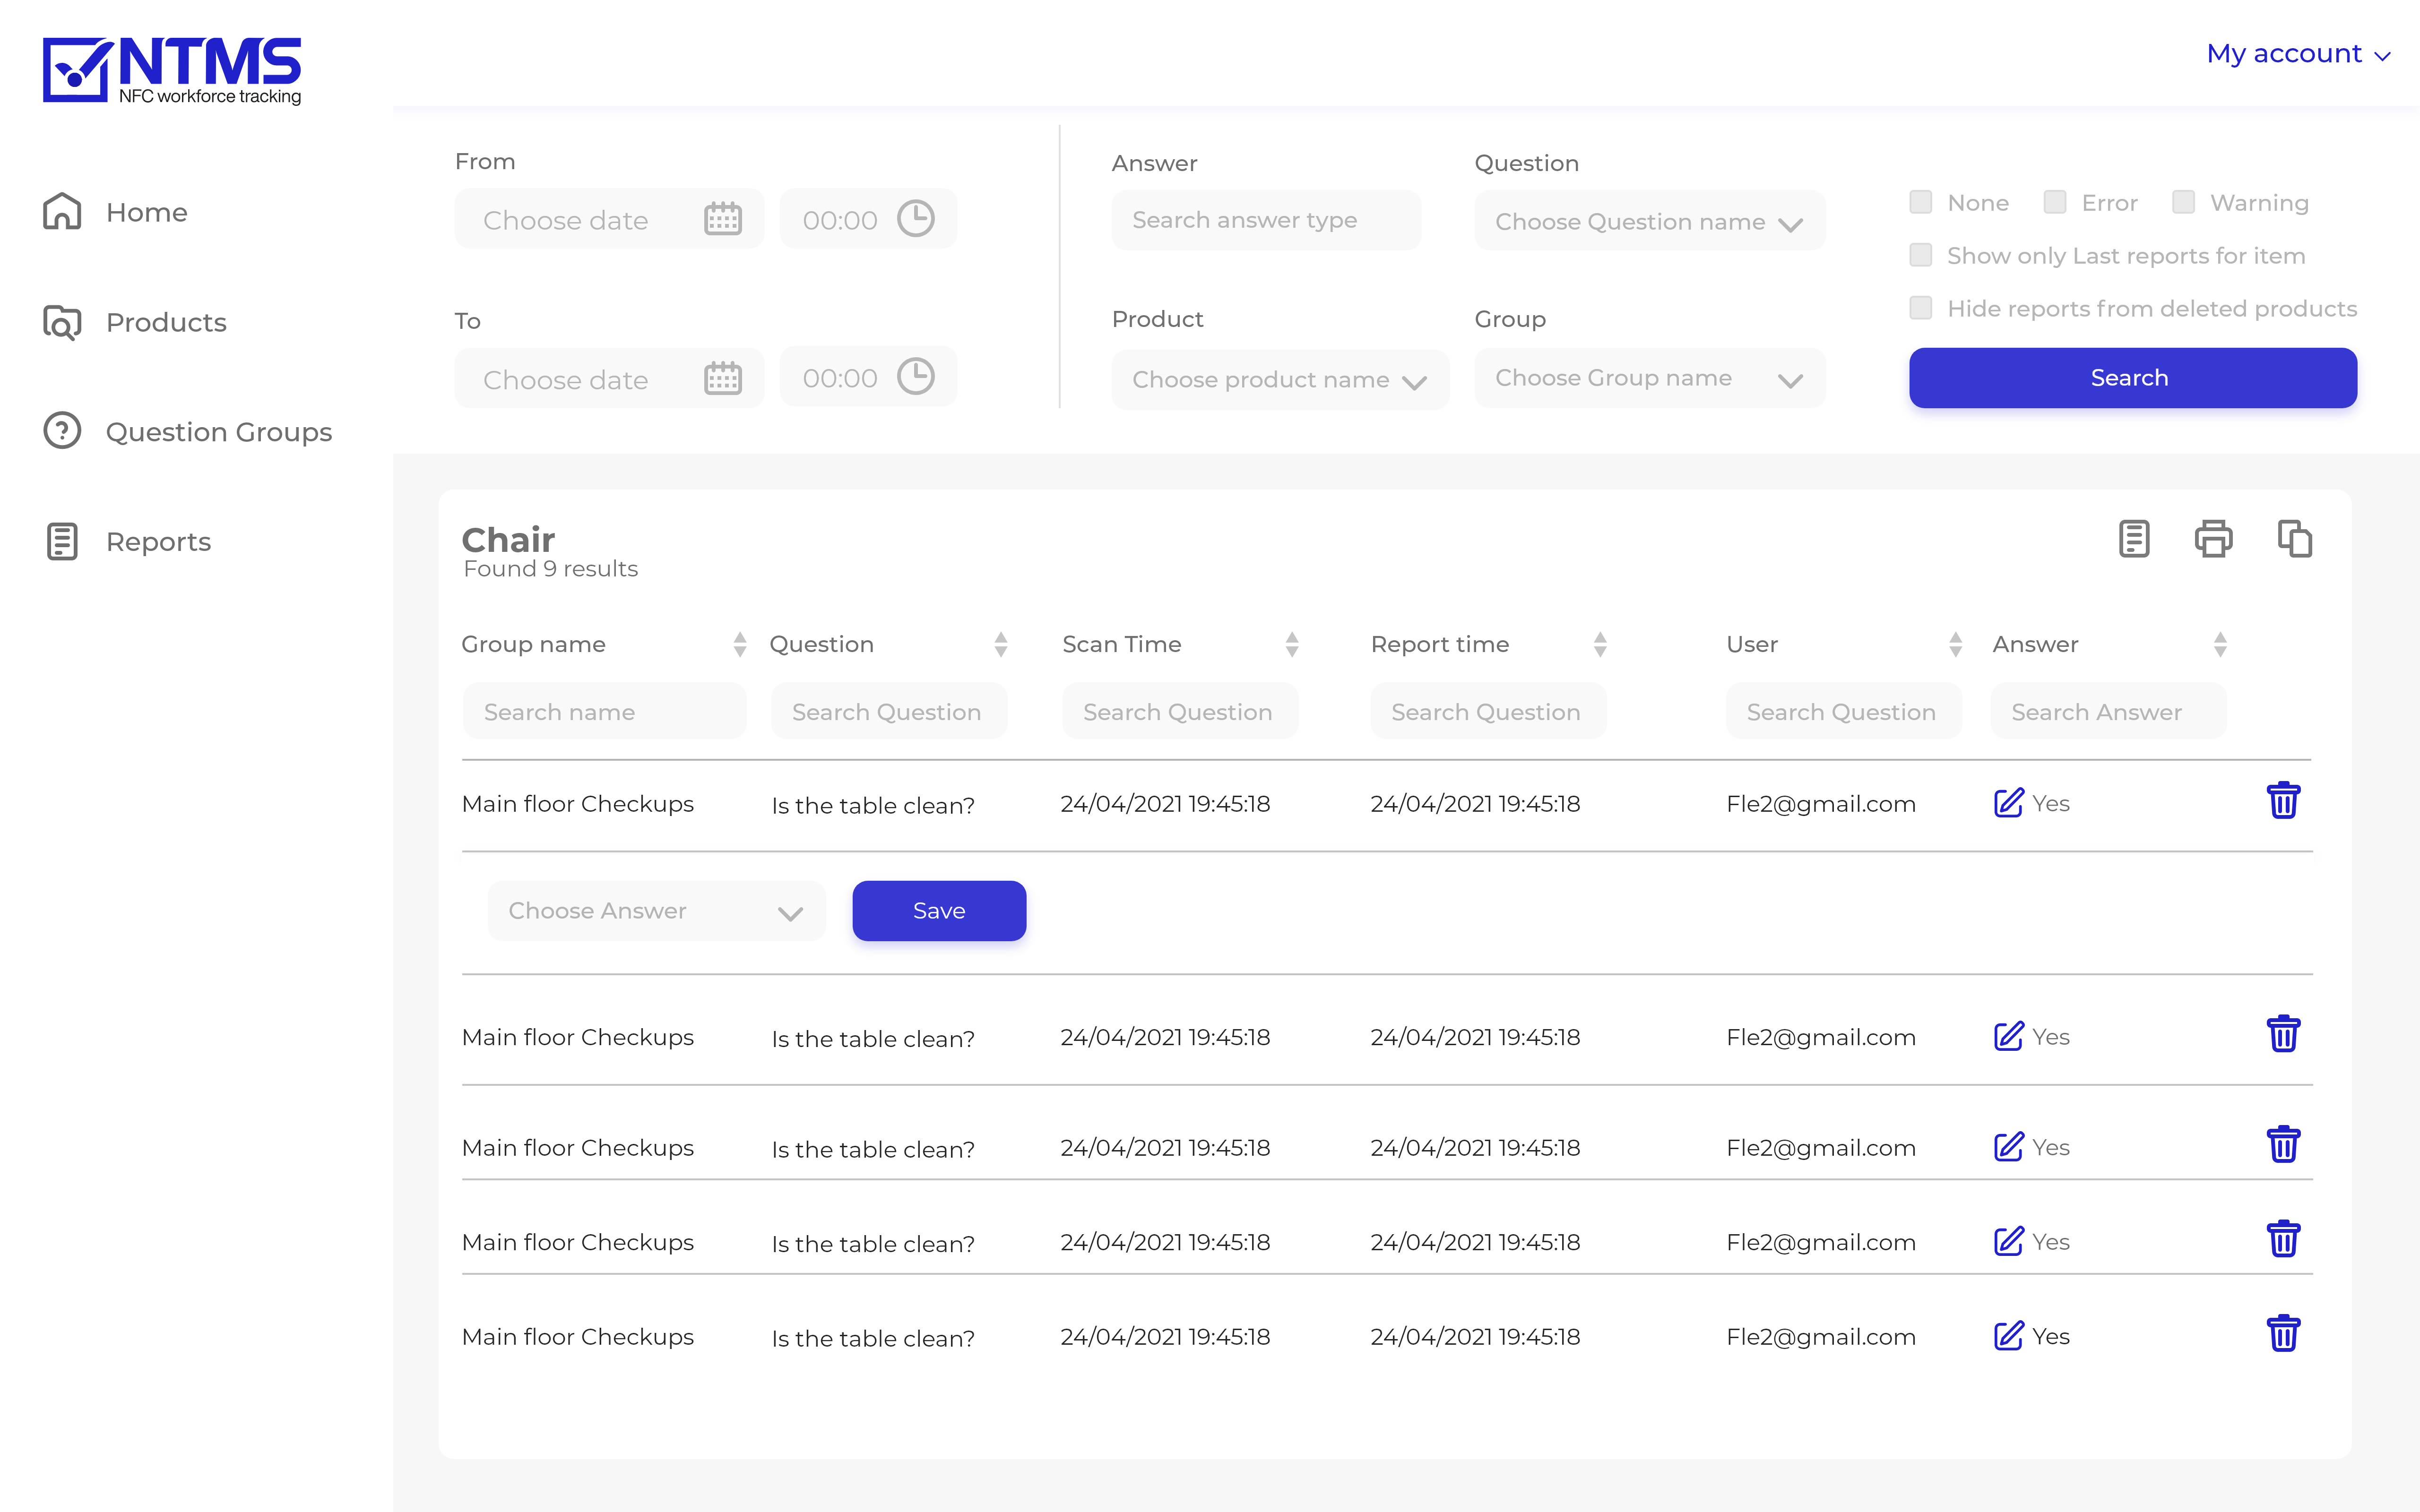 NTMS
NFC workforce tracking
My account
Home
Products
Question Groups
Reports
From
Choose date 00:00
To
Choose date 00:00
Answer
Search answer type
Question
Choose Question name
Product
Choose product name
Group
Choose Group name
None Error Warning
Show only Last reports for item
Hide reports from deleted products
Search
Chair
Found 9 results
Group name Question Scan Time Report time User Answer
Search name Search Question Search Question Search Question Search Question Search Answer
Main floor Checkups Is the table clean? 24/04/2021 19:45:18 24/04/2021 19:45:18 Fle2@gmail.com Yes
Choose Answer Save
Main floor Checkups Is the table clean? 24/04/2021 19:45:18 24/04/2021 19:45:18 Fle2@gmail.com Yes
Main floor Checkups Is the table clean? 24/04/2021 19:45:18 24/04/2021 19:45:18 Fle2@gmail.com Yes
Main floor Checkups Is the table clean? 24/04/2021 19:45:18 24/04/2021 19:45:18 Fle2@gmail.com Yes
Main floor Checkups Is the table clean? 24/04/2021 19:45:18 24/04/2021 19:45:18 Fle2@gmail.com Yes